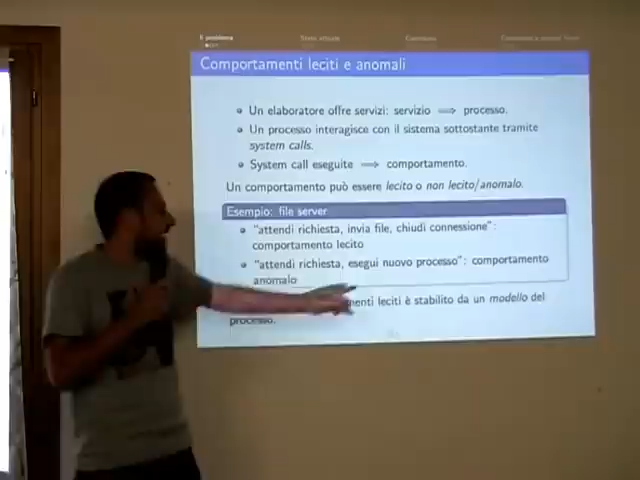 Il problema
Comportamenti leciti e anomali
Un elaboratore offre servizi: servizio ⟹ processo.
Un processo interagisce con il sistema sottostante tramite
system calls.
System call eseguite ⟹ comportamento.
Un comportamento può essere lecito o non lecito/anomalo.
Esempio: file server
"attendi richiesta, invia file, chiudi connessione":
comportamento lecito
"attendi richiesta, esegui nuovo processo": comportamento
anomalo
menti leciti è stabilito da un modello del
processo.